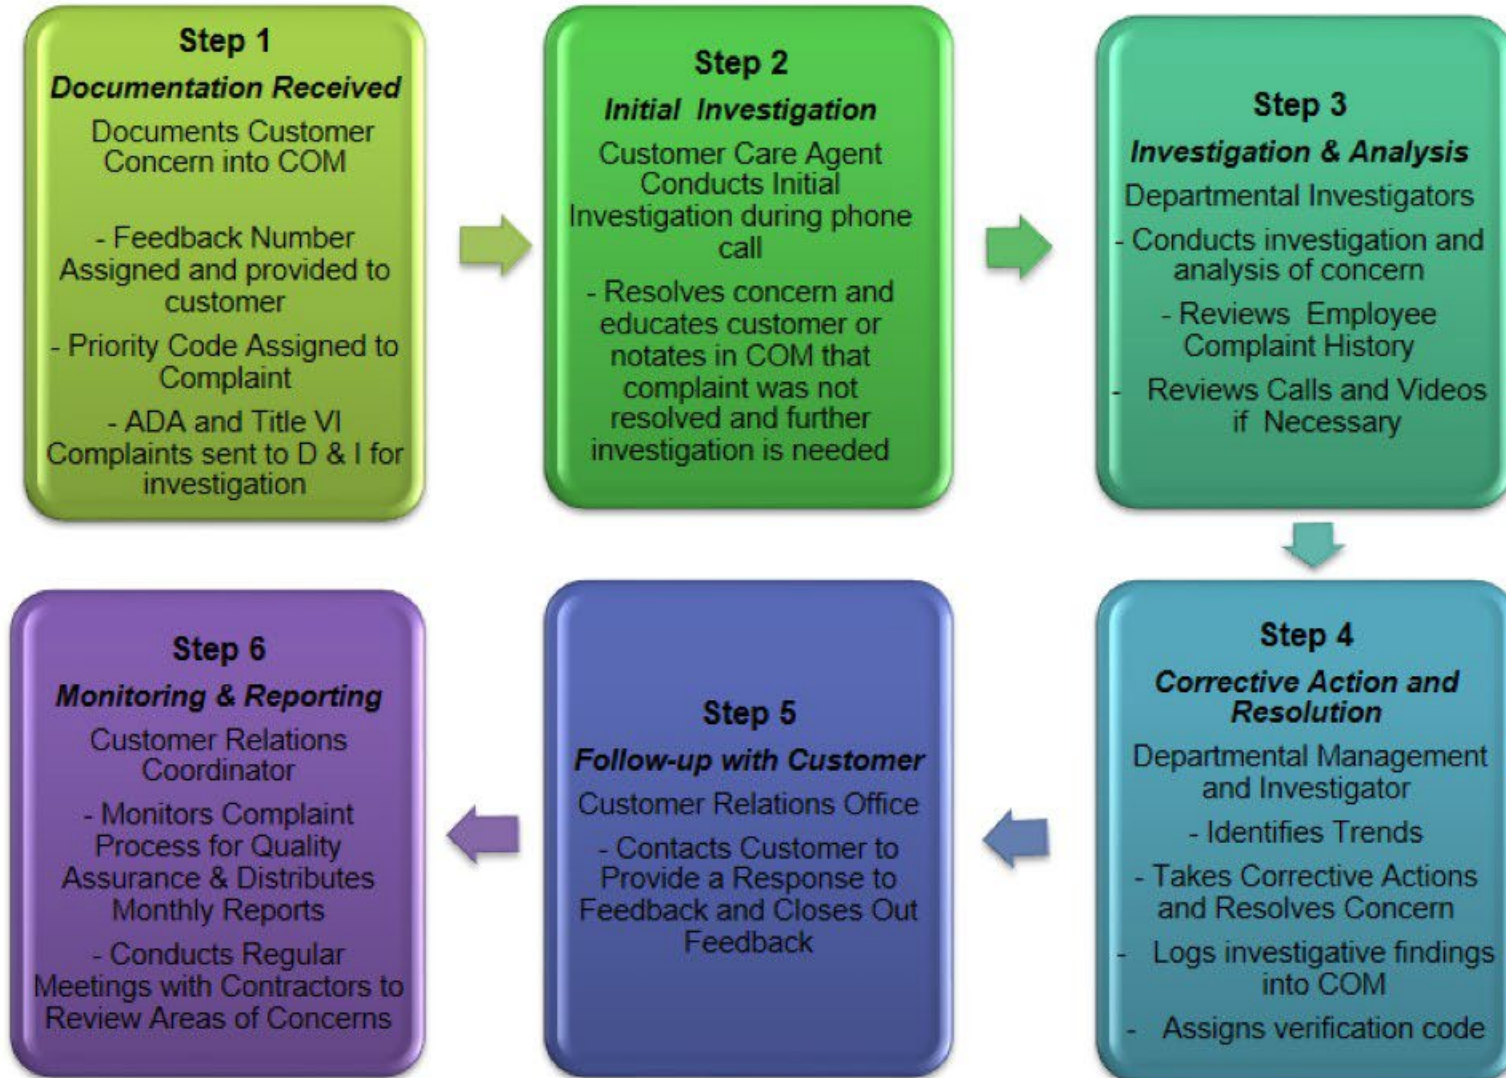 Step 1
Documentation Received
Documents Customer
Concern into COM
- Feedback Number
Assigned and provided to
customer
- Priority Code Assigned to
Complaint
- ADA and Title VI
Complaints sent to D & I for
investigation
Step 2
Initial Investigation
Customer Care Agent
Conducts Initial
Investigation during phone
call
- Resolves concern and
educates customer or
notates in COM that
complaint was not
resolved and further
investigation is needed
Step 3
Investigation & Analysis
Departmental Investigators
- Conducts investigation and
analysis of concern
- Reviews Employee
Complaint History
- Reviews Calls and Videos
if Necessary
Step 4
Corrective Action and
Resolution
Departmental Management
and Investigator
- Identifies Trends
- Takes Corrective Actions
and Resolves Concern
- Logs investigative findings
into COM
- Assigns verification code
Step 5
Follow-up with Customer
Customer Relations Office
- Contacts Customer to
Provide a Response to
Feedback and Closes Out
Feedback
Step 6
Monitoring & Reporting
Customer Relations
Coordinator
- Monitors Complaint
Process for Quality
Assurance & Distributes
Monthly Reports
- Conducts Regular
Meetings with Contractors to
Review Areas of Concerns